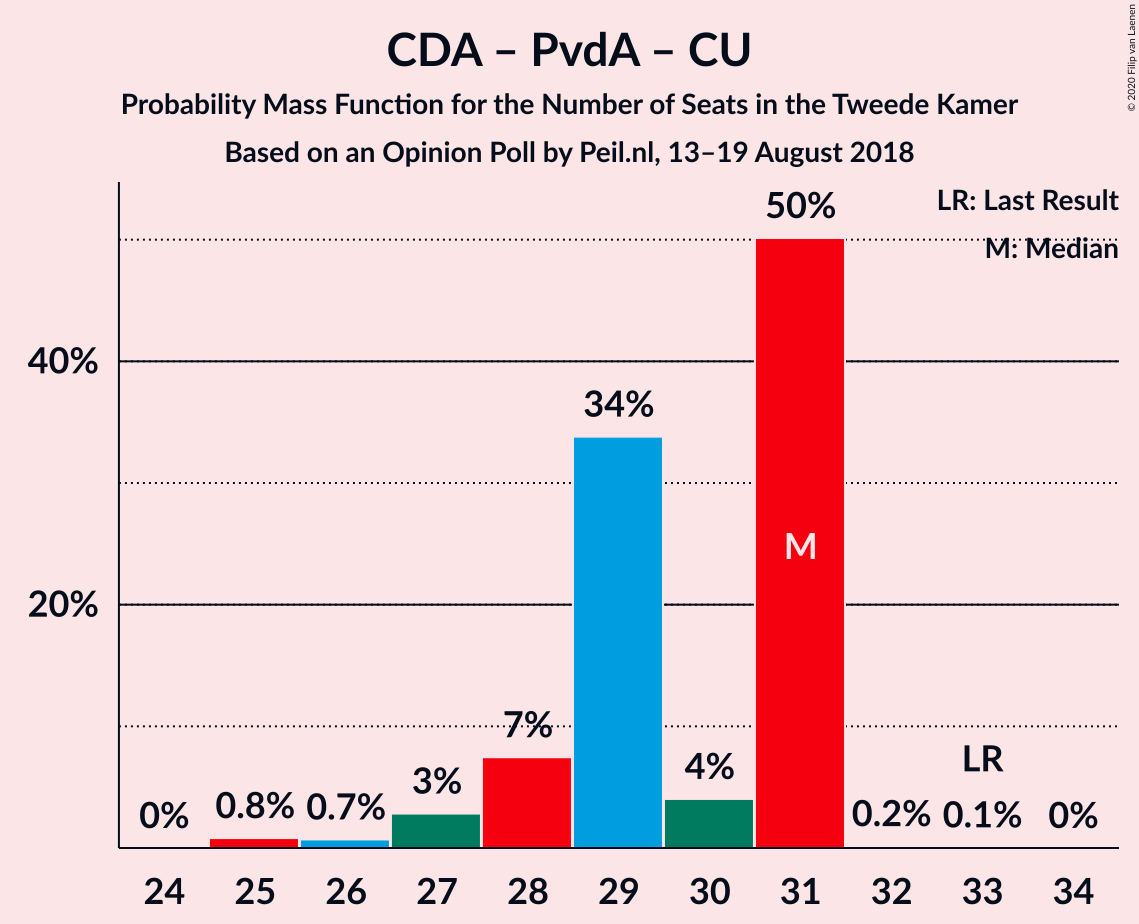 CDA – PvdA – CU
Probability Mass Function for the Number of Seats in the Tweede Kamer
Based on an Opinion Poll by Peil.nl, 13–19 August 2018
© 2020 Filip van Laenen
LR: Last Result
M: Median
50%
40%
34%
M
20%
7%
LR
4%
3%
0%
0.8%
0.7%
0.2%
0.1%
0%
24 25 26 27 28 29 30 31 32 33 34